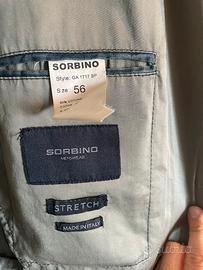 SORBINO
Style: GA 1717 SP
Size: 56
SORBINO
MENSWEAR
STRETCH
MADE IN ITALY